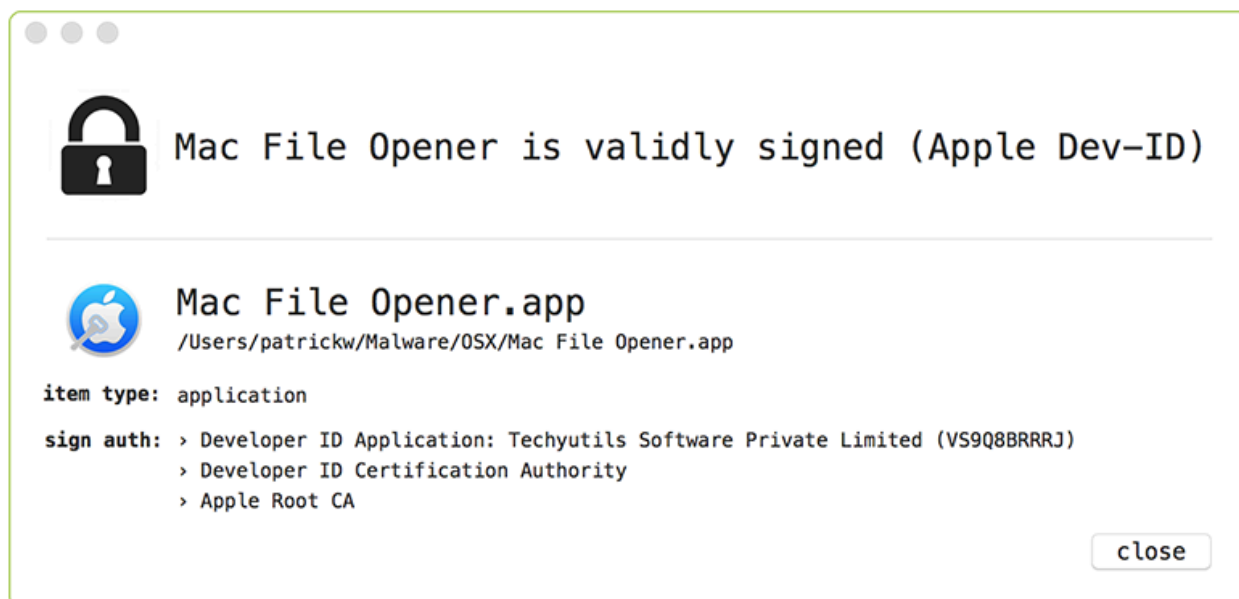 Mac File Opener is validly signed (Apple Dev-ID)
Mac File Opener.app
/Users/patrickw/Malware/OSX/Mac File Opener.app
item type: application
sign auth: › Developer ID Application: Techyutils Software Private Limited (VS9Q8BRRRJ)
› Developer ID Certification Authority
› Apple Root CA
close